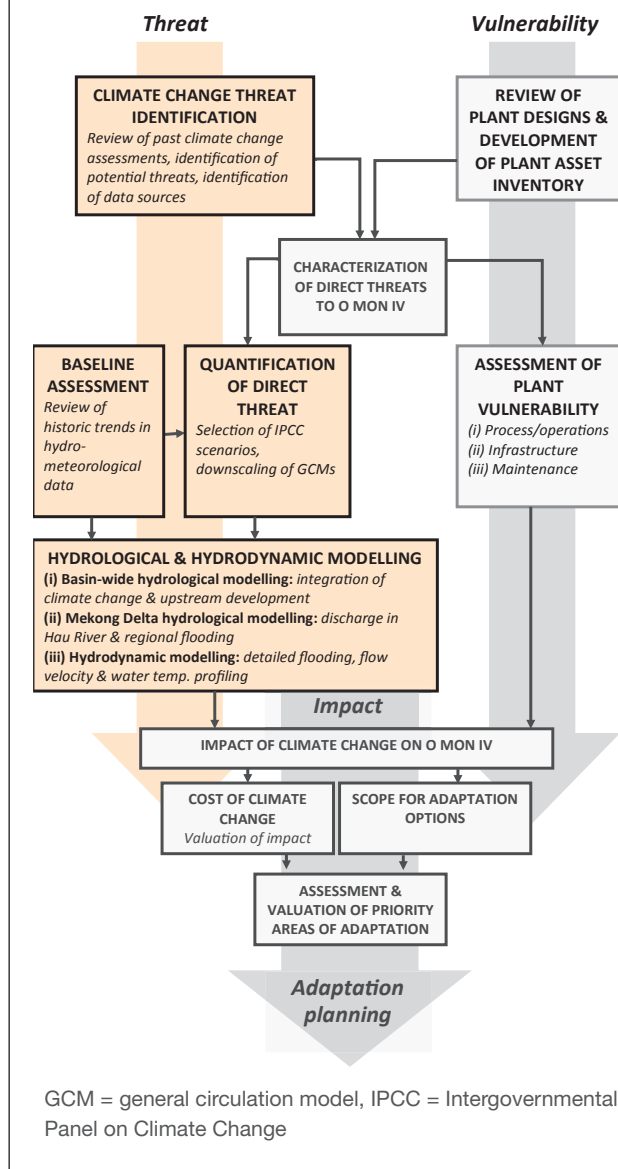 Threat
Vulnerability
CLIMATE CHANGE THREAT
IDENTIFICATION
Review of past climate change
assessments, identification of
potential threats, identification
of data sources
REVIEW OF
PLANT DESIGNS &
DEVELOPMENT
OF PLANT ASSET
INVENTORY
CHARACTERIZATION
OF DIRECT THREATS
TO O MON IV
BASELINE
ASSESSMENT
Review of
historic trends in
hydro-
meteorological
data
QUANTIFICATION
OF DIRECT
THREAT
Selection of IPCC
scenarios,
downscaling of GCMs
ASSESSMENT OF
PLANT
VULNERABILITY
(i) Process/operations
(ii) Infrastructure
(iii) Maintenance
HYDROLOGICAL & HYDRODYNAMIC MODELLING
(i) Basin-wide hydrological modelling: integration of
climate change & upstream development
(ii) Mekong Delta hydrological modelling: discharge in
Hau River & regional flooding
(iii) Hydrodynamic modelling: detailed flooding, flow
velocity & water temp. profiling
Impact
IMPACT OF CLIMATE CHANGE ON O MON IV
COST OF CLIMATE
CHANGE
Valuation of impact
SCOPE FOR ADAPTATION
OPTIONS
ASSESSMENT &
VALUATION OF PRIORITY
AREAS OF ADAPTATION
Adaptation
planning
GCM = general circulation model, IPCC = Intergovernmental
Panel on Climate Change